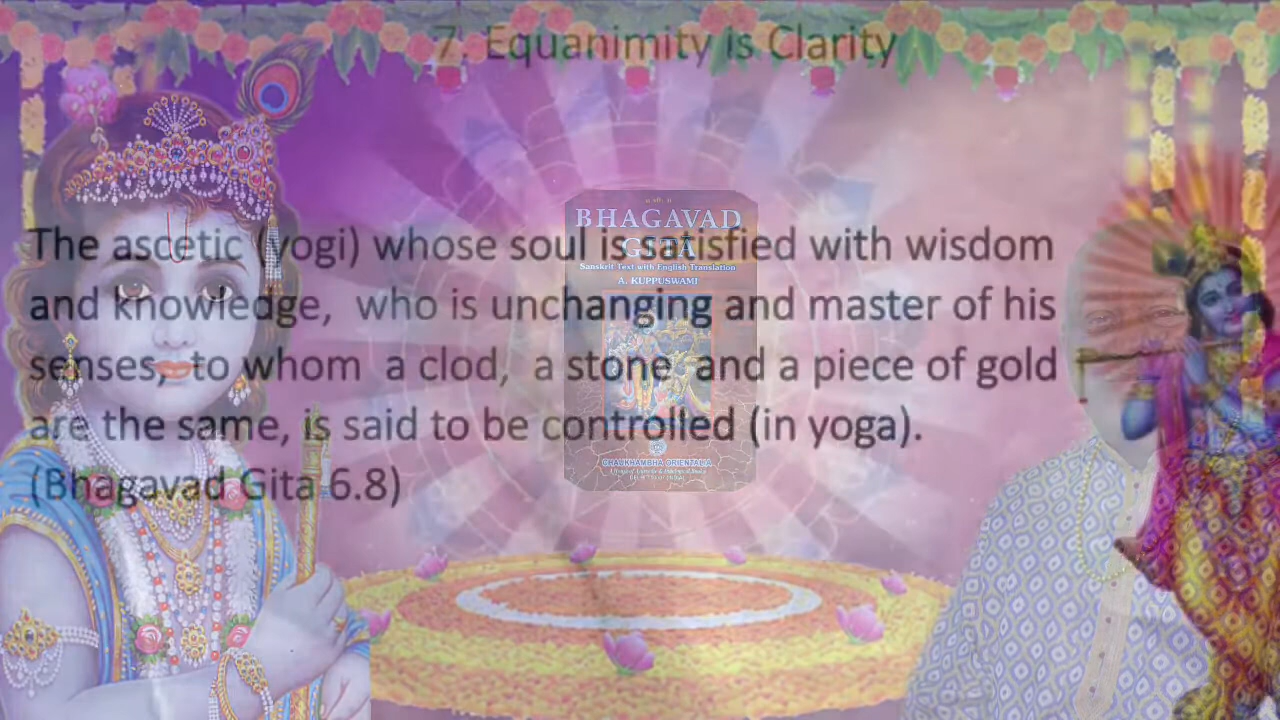 7. Equanimity is Clarity
The ascetic (yogi) whose soul is satisfied with wisdom
and knowledge, who is unchanging and master of his
senses, to whom a clod, a stone and a piece of gold
are the same, is said to be controlled (in yoga).
(Bhagavad Gita 6.8)
BHAGAVAD
GITA
Sanskrit Text with English Translation
A. KUPPUSWAMI
CHAUKHAMBHA ORIENTALIA